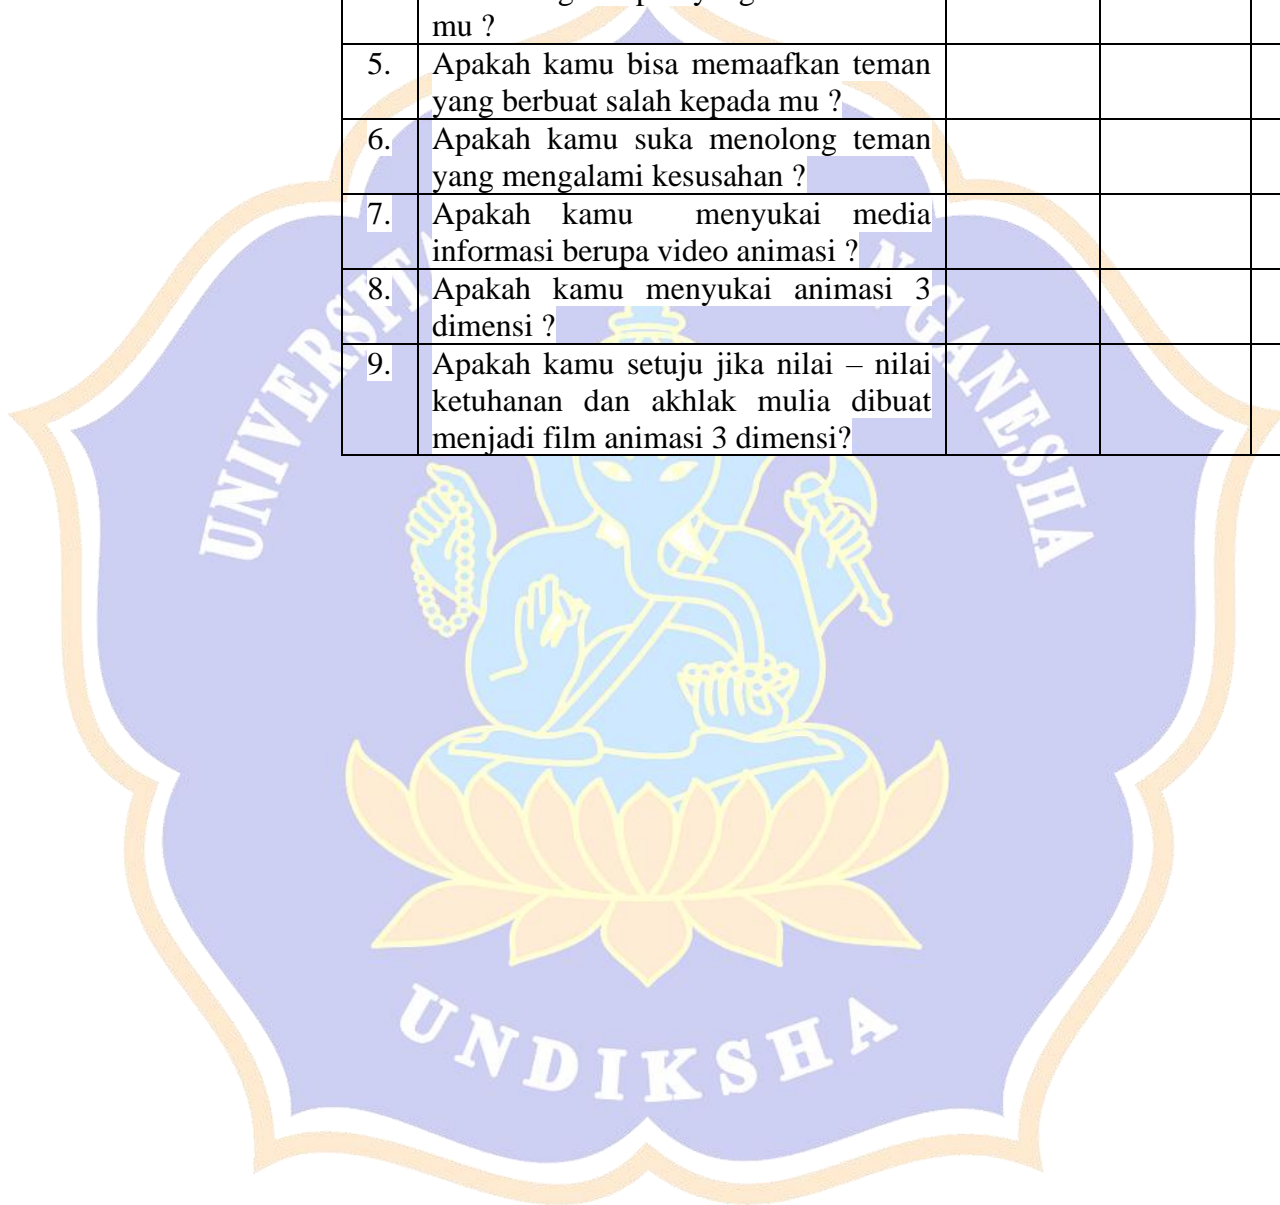 mu ?
5. Apakah kamu bisa memaafkan teman
yang berbuat salah kepada mu ?
6. Apakah kamu suka menolong teman
yang mengalami kesusahan ?
7. Apakah kamu menyukai media
informasi berupa video animasi ?
8. Apakah kamu menyukai animasi 3
dimensi ?
9. Apakah kamu setuju jika nilai – nilai
ketuhanan dan akhlak mulia dibuat
menjadi film animasi 3 dimensi?
GANESHA
UNDIKSHA